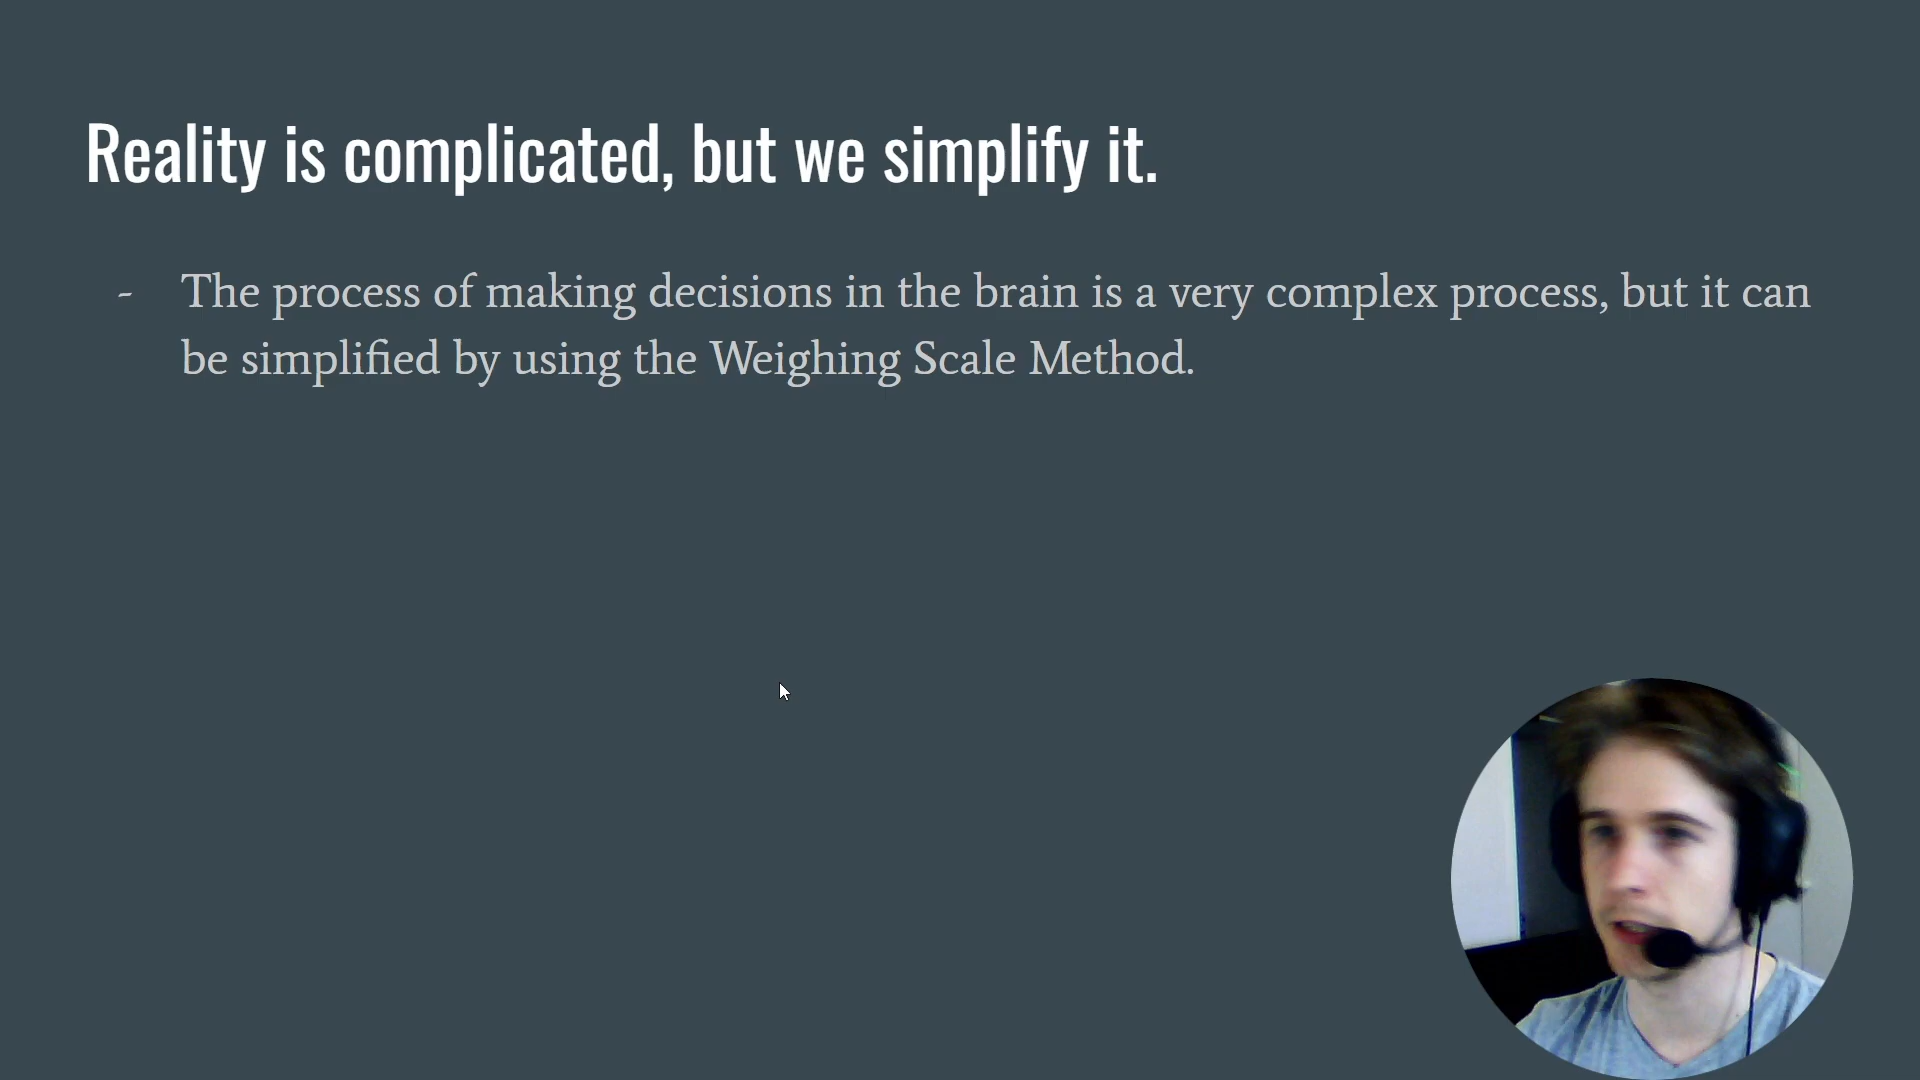 Reality is complicated, but we simplify it.
- The process of making decisions in the brain is a very complex process, but it can
be simplified by using the Weighing Scale Method.